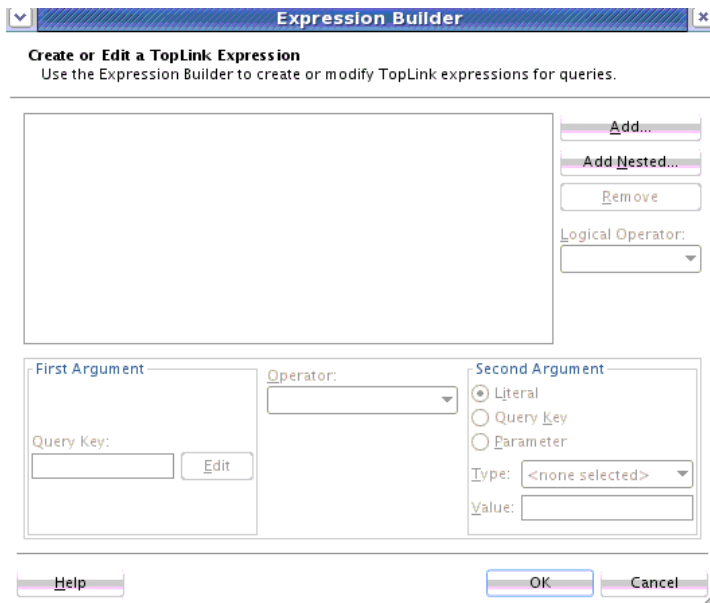 Expression Builder
Create or Edit a TopLink Expression
Use the Expression Builder to create or modify TopLink expressions for queries.
Add...
Add Nested...
Remove
Logical Operator:
First Argument
Query Key:
Edit
Operator:
Second Argument
Literal
Query Key
Parameter
Type: <none selected>
Value:
Help
OK
Cancel